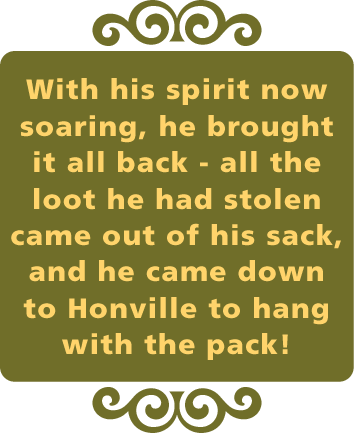 With his spirit now
soaring, he brought
it all back - all the
loot he had stolen
came out of his sack,
and he came down
to Honville to hang
with the pack!